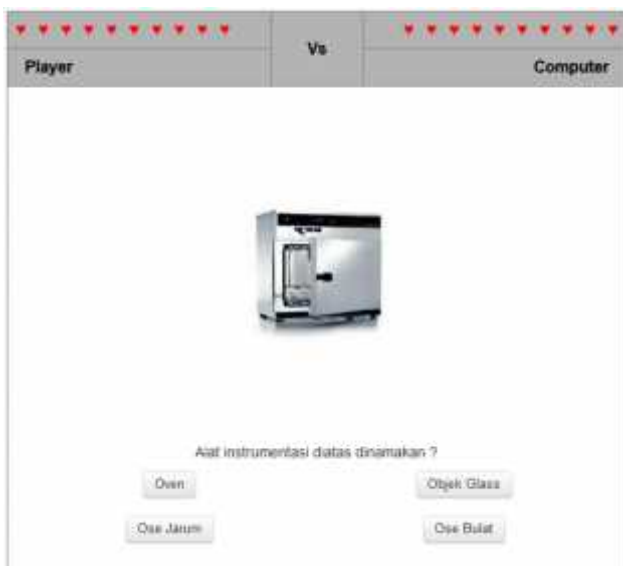 Vs
Player
Computer
Alat instrumentasi diatas dinamakan ?
Oven
Objek Glass
Ose Jarum
Ose Bulat